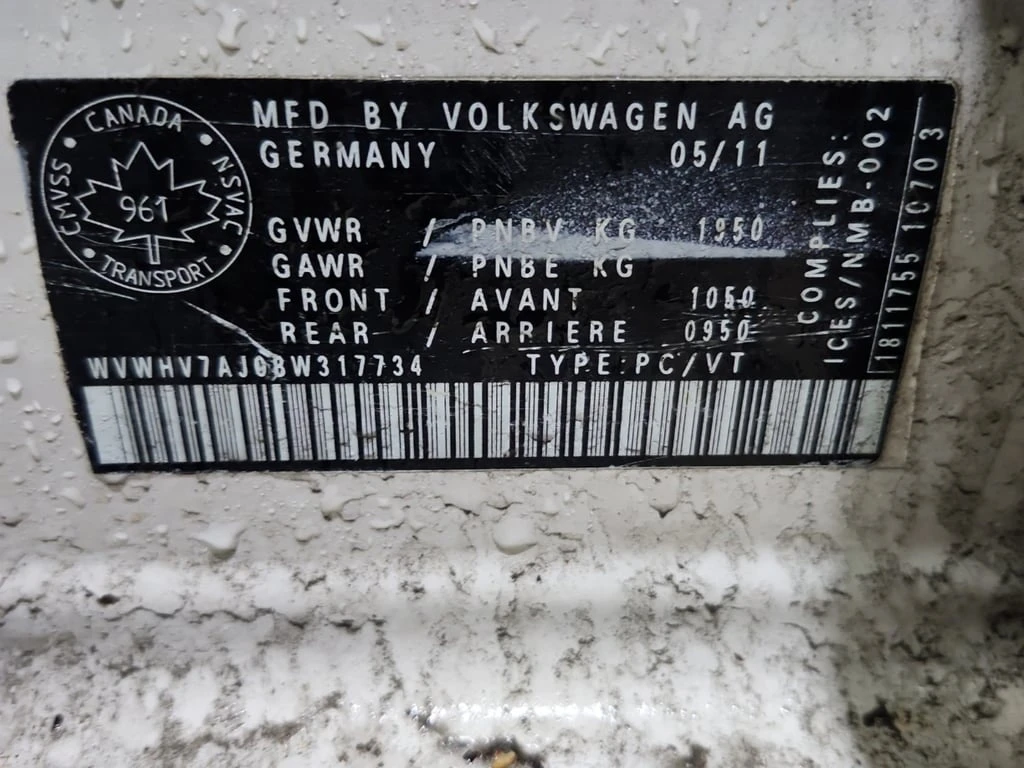 CANADA
CMVSS
NSVAC
961
TRANSPORT
MFD BY VOLKSWAGEN AG
GERMANY 05/11
GVWR / PNBV KG 1950
GAWR / PNBE KG
FRONT / AVANT 1050
REAR / ARRIERE 0950
WVWHV7AJ0BW317734 TYPE:PC/VT
COMPLIES:
ICES/NMB-002
1811755 10703